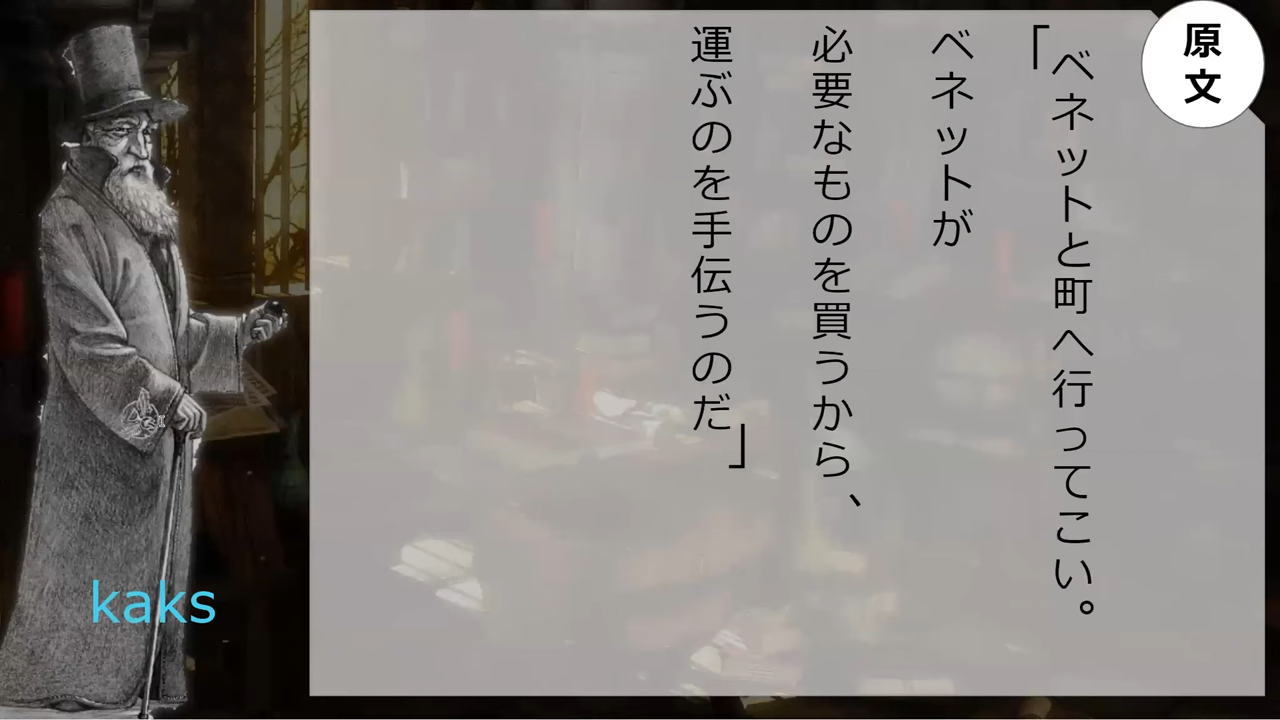 原文
「ベネットと町へ行ってこい。
ベネットが
必要なものを買うから、
運ぶのを手伝うのだ」
kaks